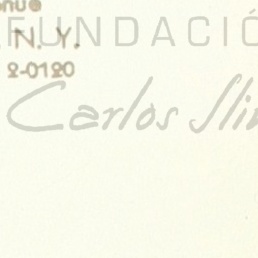 N. Y.
2-0120
FUNDACIÓ
Carlos Sli